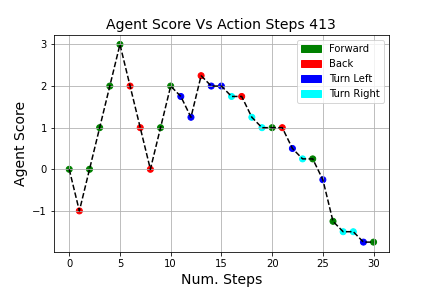 Agent Score Vs Action Steps 413
Forward
Back
Turn Left
Turn Right
3
2
1
0
−1
Agent Score
0 5 10 15 20 25 30
Num. Steps